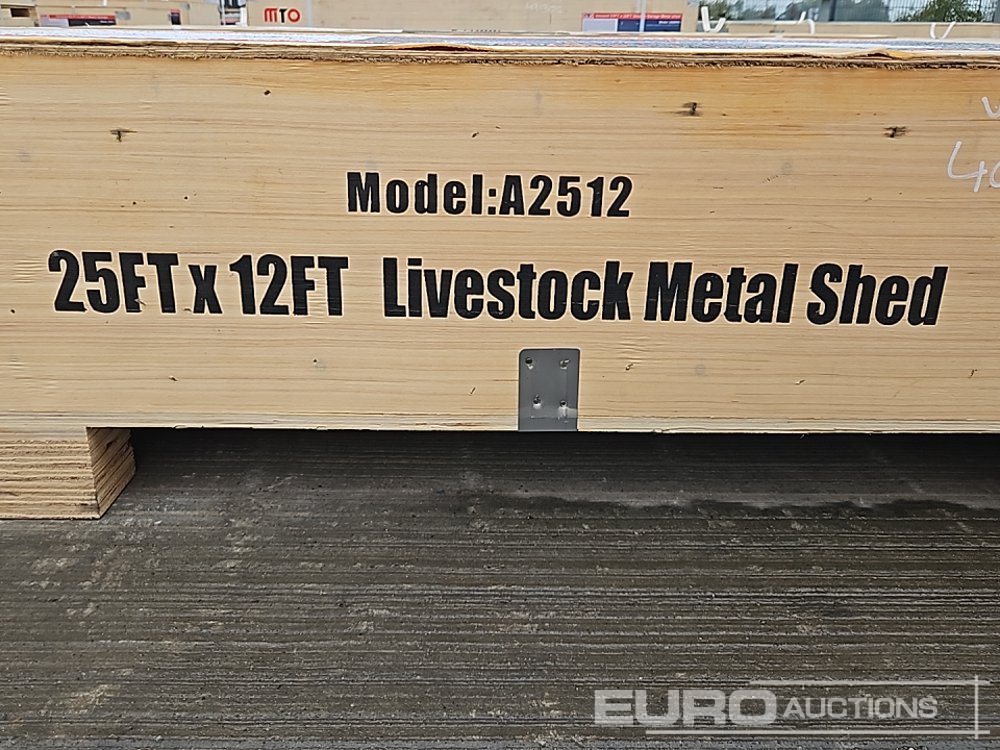 MTO
Model:A2512
25FT x 12FT Livestock Metal Shed
EURO AUCTIONS